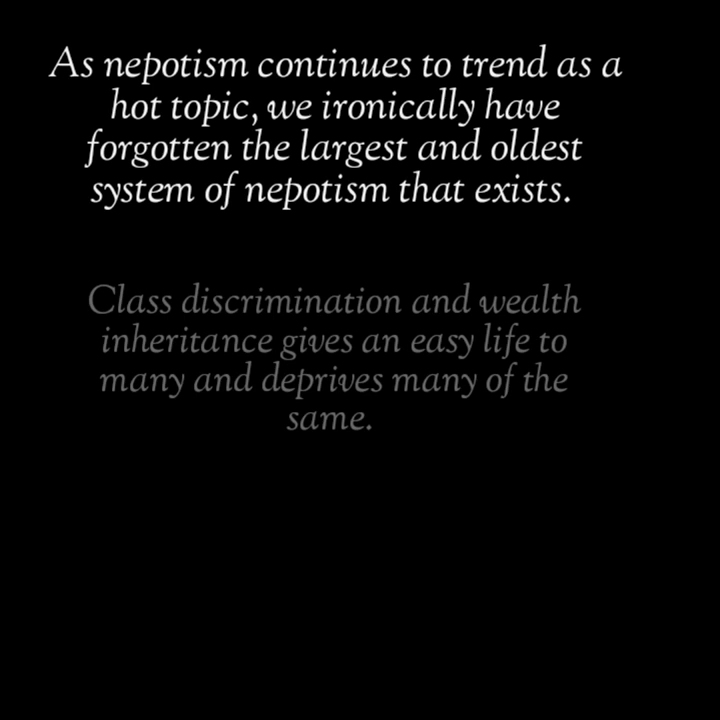 As nepotism continues to trend as a
hot topic, we ironically have
forgotten the largest and oldest
system of nepotism that exists.
Class discrimination and wealth
inheritance gives an easy life to
many and deprives many of the
same.